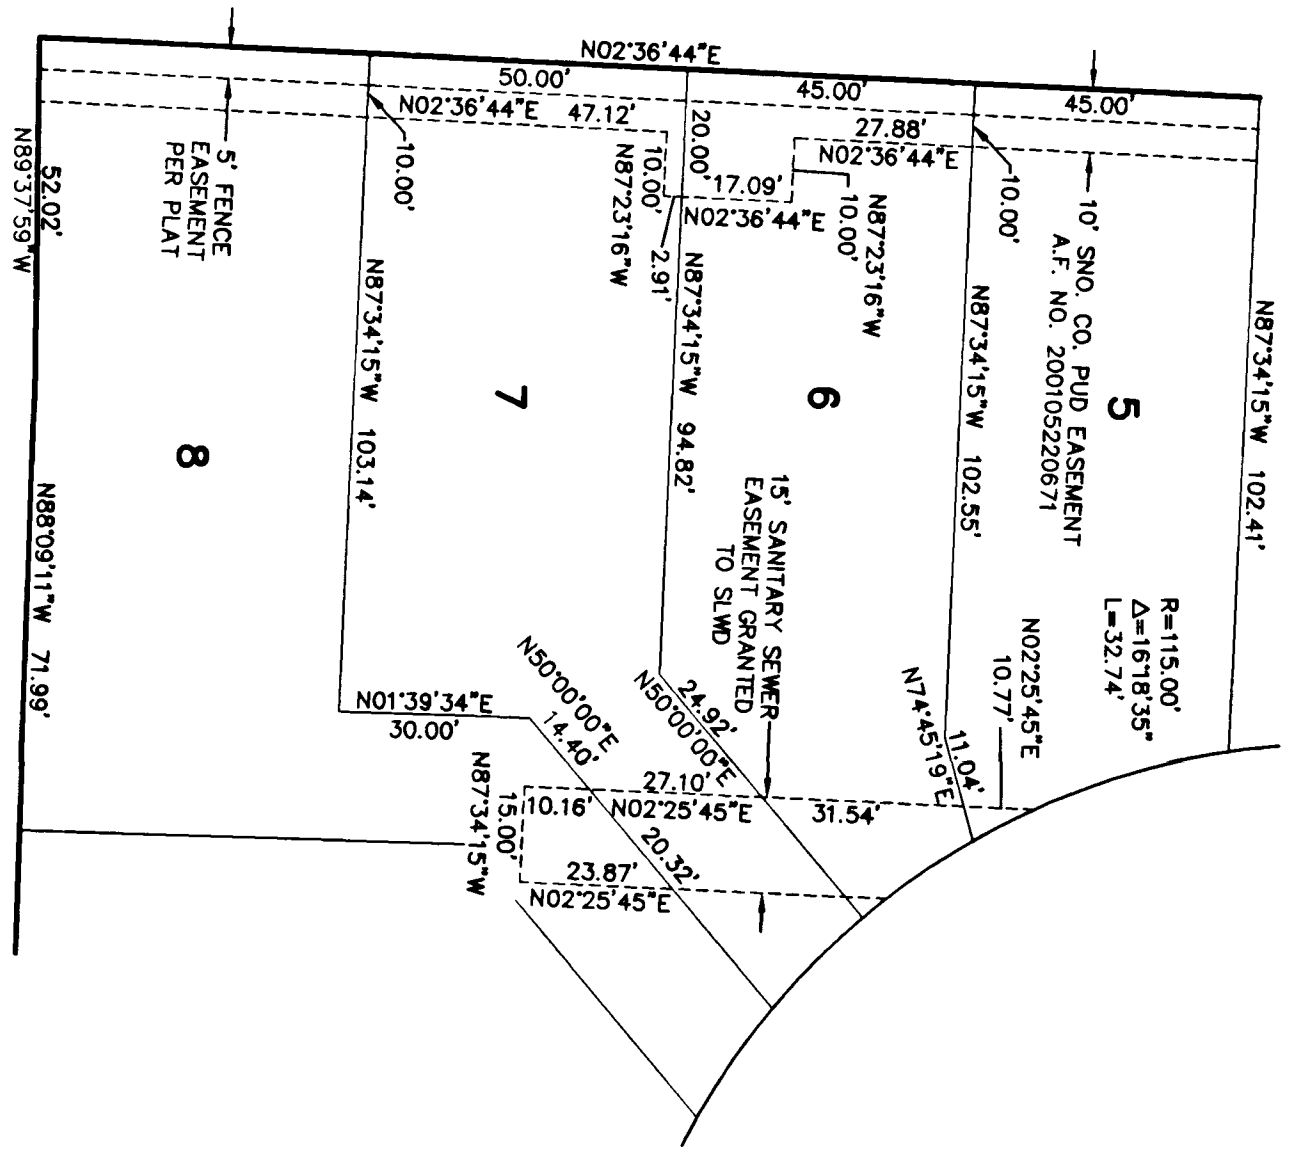 N02°36'44"E
50.00'
45.00'
45.00'
N02°36'44"E 47.12'
27.88'
N02°36'44"E
20.00'
10.00'
N87°23'16"W
17.09'
N02°36'44"E
10.00'
N87°23'16"W
2.91'
10.00'
10.00'
5' FENCE
EASEMENT
PER PLAT
10' SNO. CO. PUD EASEMENT
A.F. NO. 200105220671
52.02'
N89°37'59"W
N87°34'15"W 103.14'
N87°34'15"W 94.82'
N87°34'15"W 102.55'
N87°34'15"W 102.41'
5
6
7
8
15' SANITARY SEWER
EASEMENT GRANTED
TO SLWD
R=115.00'
Δ=16°18'35"
L=32.74'
N02°25'45"E
10.77'
11.04'
N74°45'19"E
N88°09'11"W 71.99'
N01°39'34"E
30.00'
N50°00'00"E
14.40'
24.92'
N50°00'00"E
27.10'
N02°25'45"E
31.54'
10.16'
15.00'
N87°34'15"W
20.32'
23.87'
N02°25'45"E